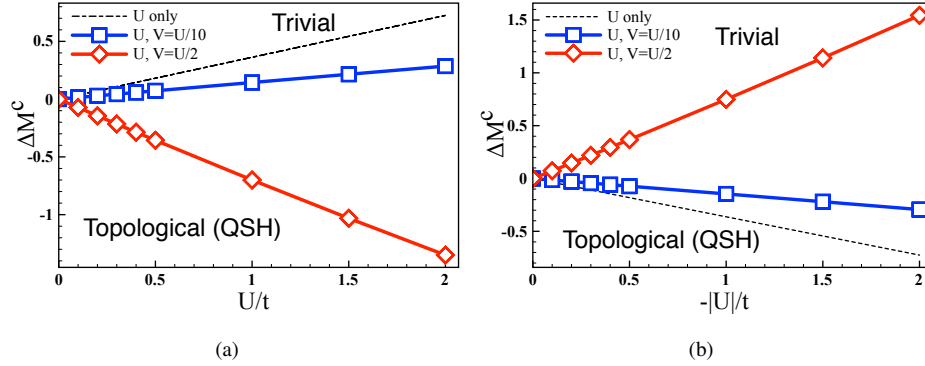 U only
U, V=U/10
U, V=U/2
Trivial
Topological (QSH)
ΔM^c
0.5
0
-0.5
-1
0
0.5
1
1.5
2
U/t
(a)
U only
U, V=U/10
U, V=U/2
Trivial
Topological (QSH)
ΔM^c
1.5
1
0.5
0
-0.5
0
0.5
1
1.5
2
-|U|/t
(b)